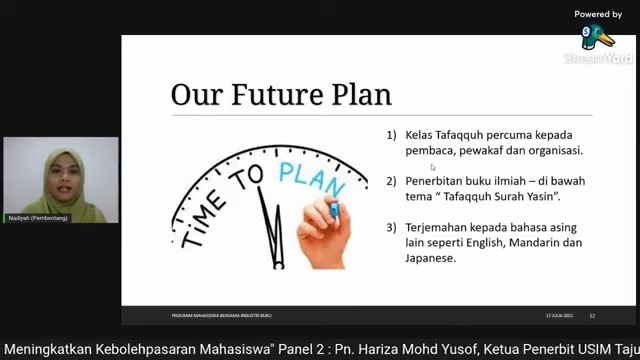 Powered by
StreamYard
Our Future Plan
TiME TO PLAN
1) Kelas Tafaqquh percuma kepada
pembaca, pewakaf dan organisasi.
2) Penerbitan buku ilmiah – di bawah
tema “ Tafaqquh Surah Yasin”.
3) Terjemahan kepada bahasa asing
lain seperti English, Mandarin dan
Japanese.
Nadiyah (Pembentang)
PROGRAM MAHASISWA BERSAMA INDUSTRI BUKU
17 JULAI 2021
12
Meningkatkan Kebolehpasaran Mahasiswa" Panel 2 : Pn. Hariza Mohd Yusof, Ketua Penerbit USIM Taju